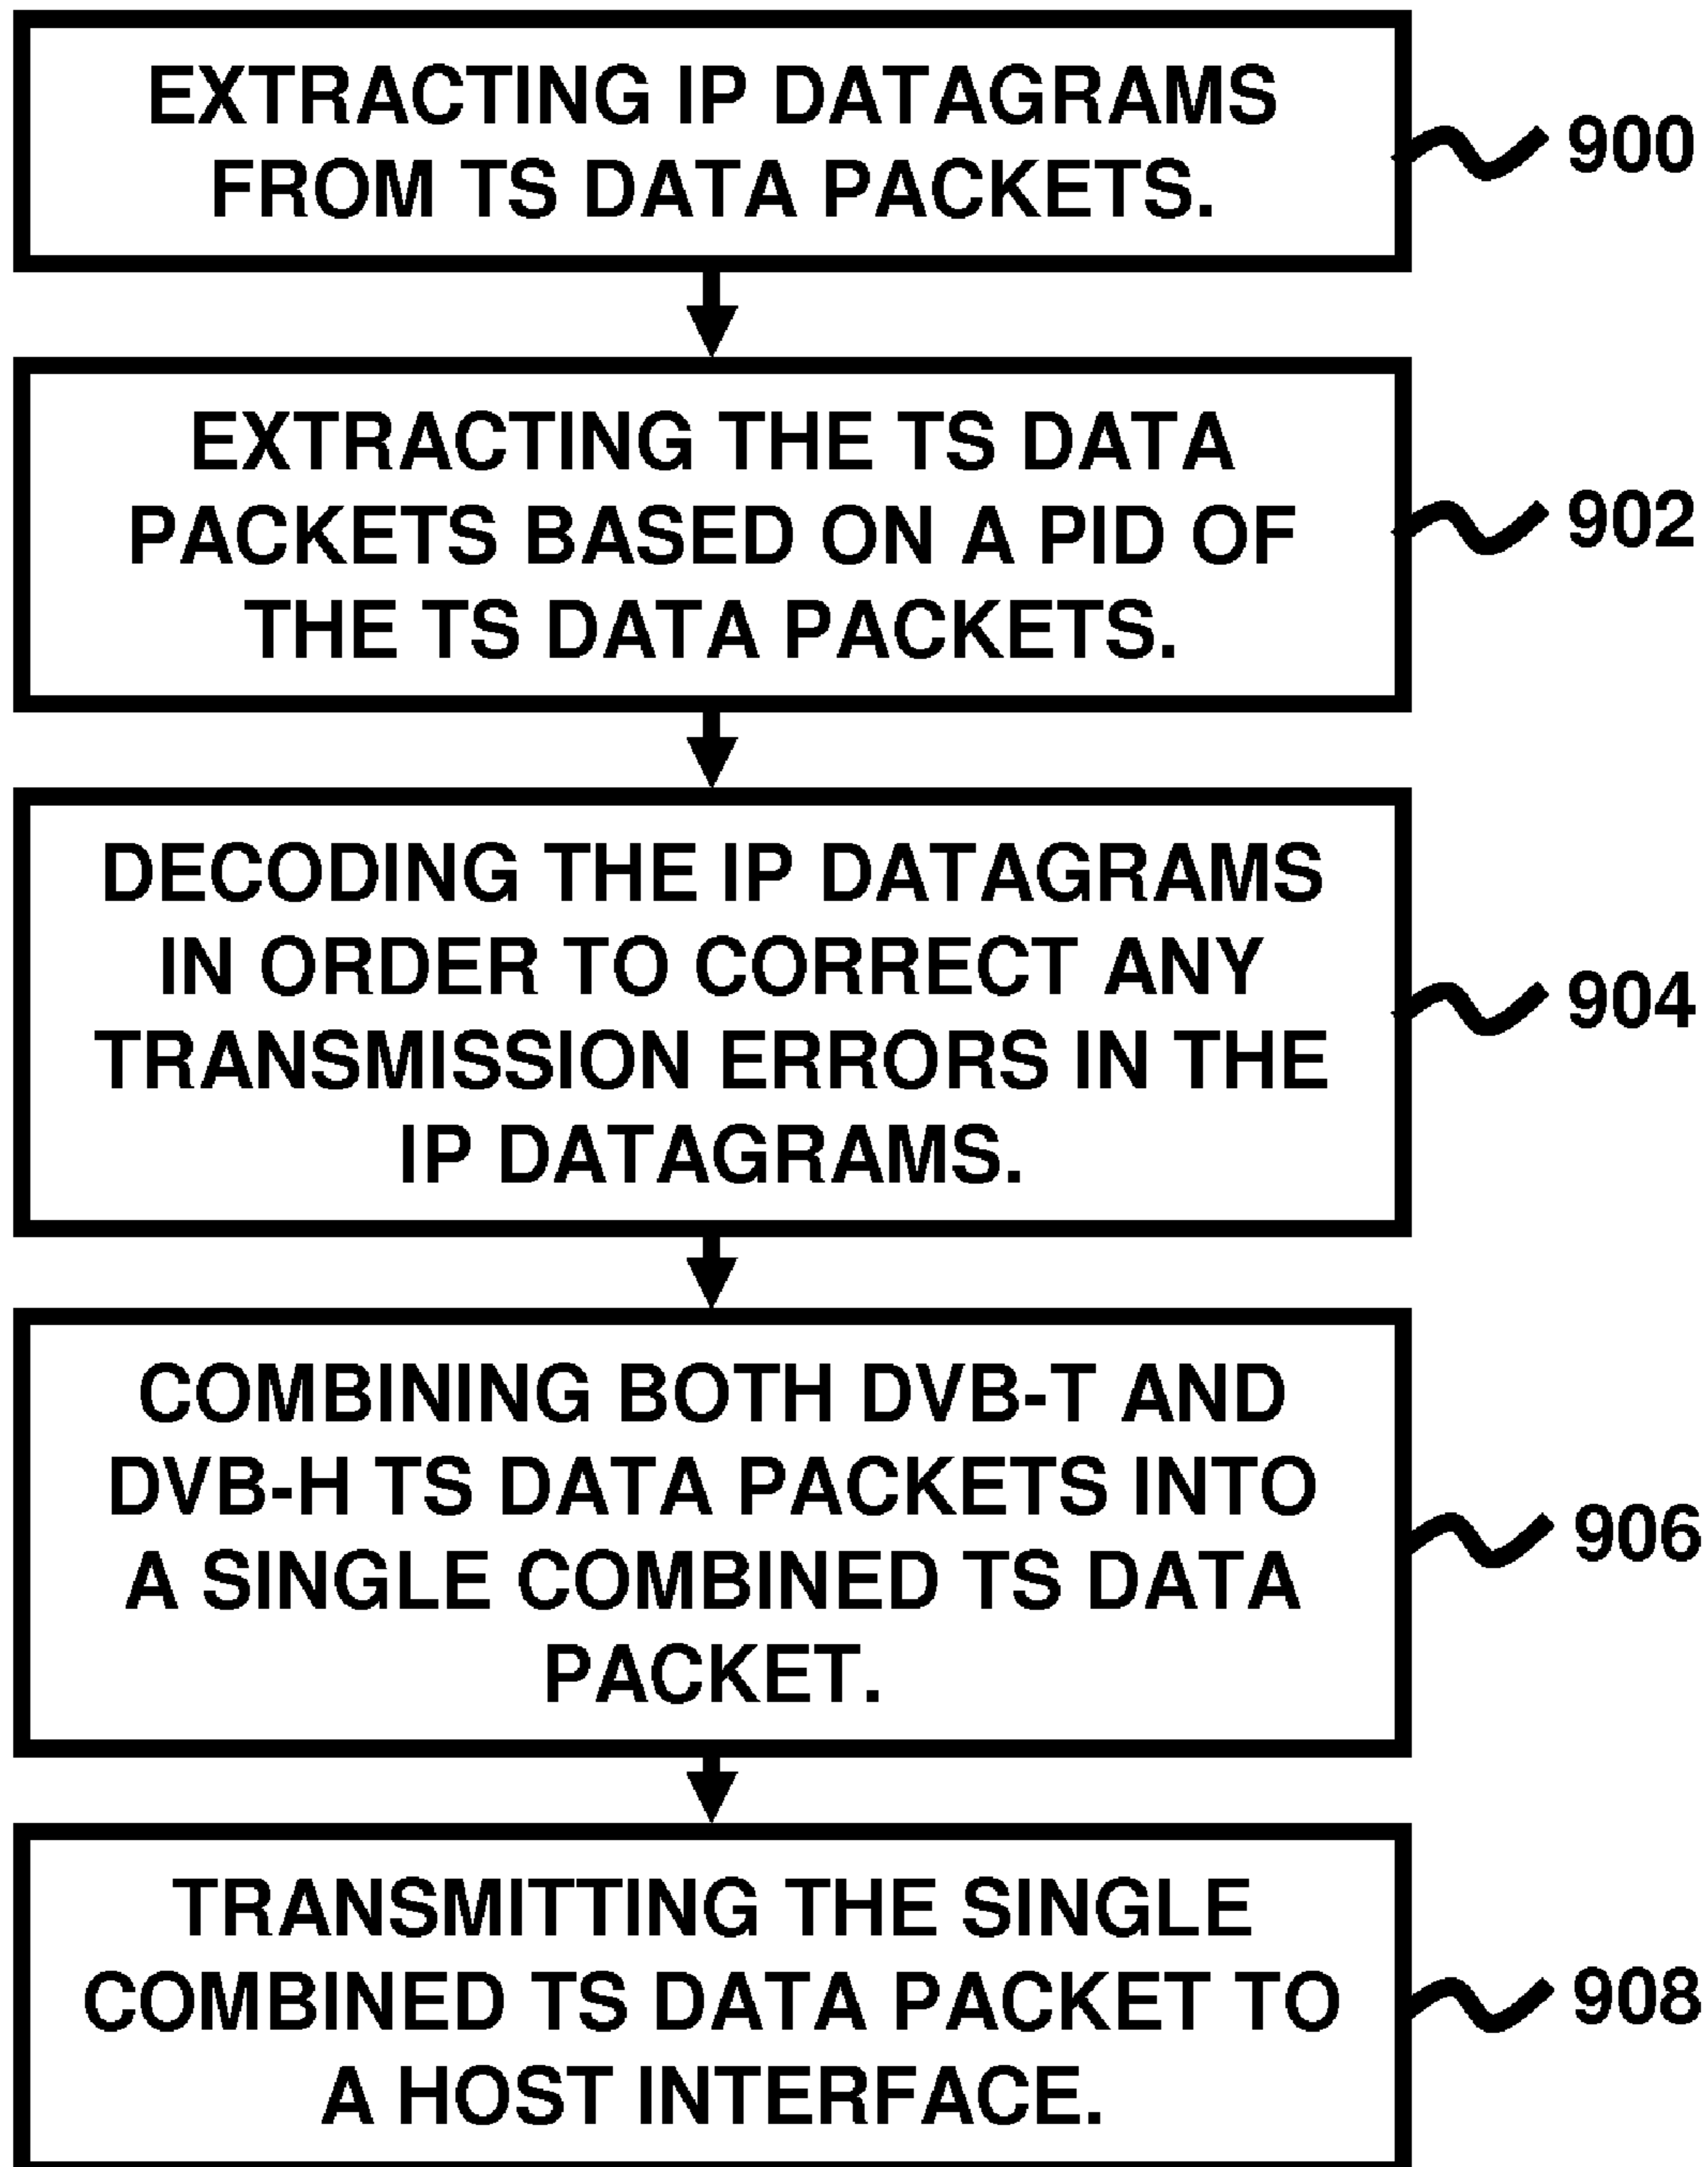 EXTRACTING IP DATAGRAMS
FROM TS DATA PACKETS.
900
EXTRACTING THE TS DATA
PACKETS BASED ON A PID OF
THE TS DATA PACKETS.
902
DECODING THE IP DATAGRAMS
IN ORDER TO CORRECT ANY
TRANSMISSION ERRORS IN THE
IP DATAGRAMS.
904
COMBINING BOTH DVB-T AND
DVB-H TS DATA PACKETS INTO
A SINGLE COMBINED TS DATA
PACKET.
906
TRANSMITTING THE SINGLE
COMBINED TS DATA PACKET TO
A HOST INTERFACE.
908